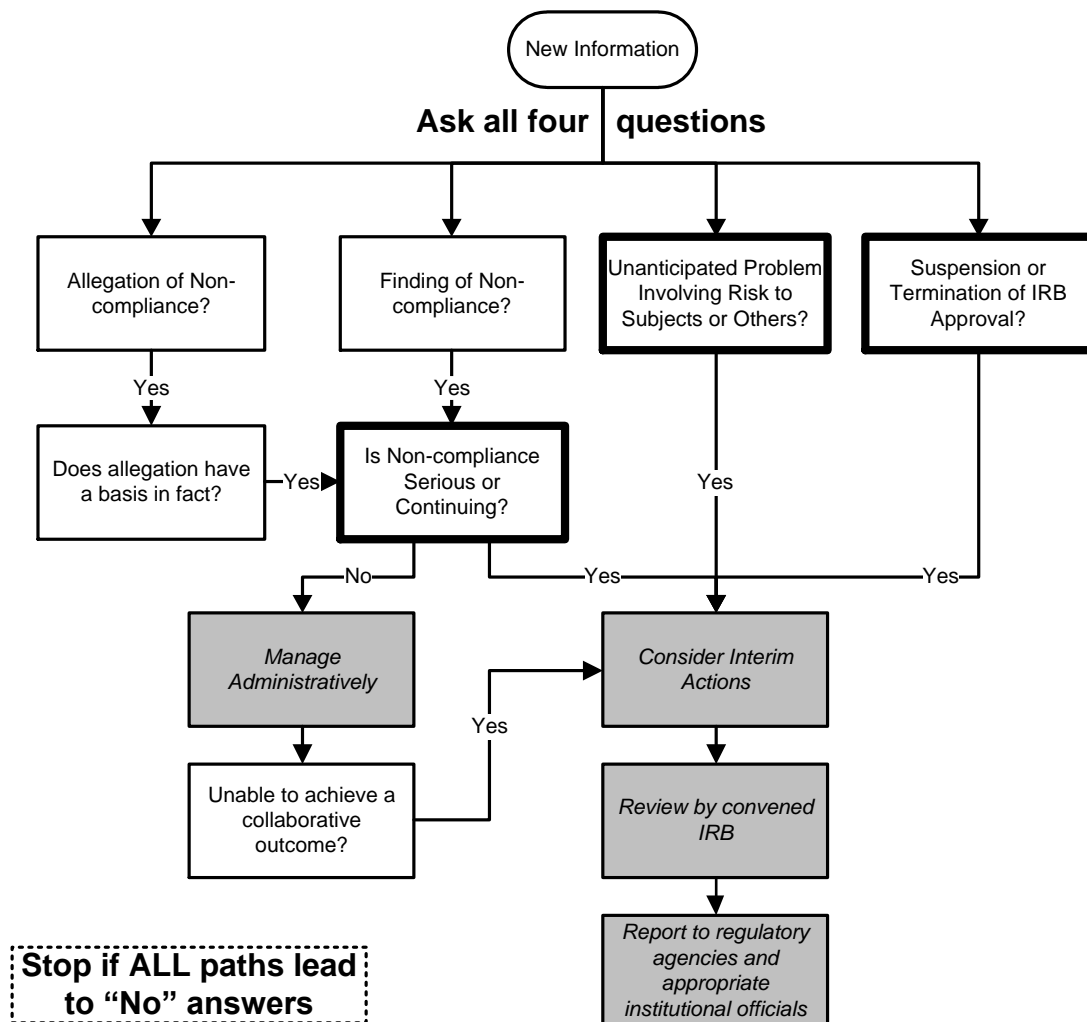 New Information
Ask all four questions
Allegation of Non-
compliance?
Finding of Non-
compliance?
Unanticipated Problem
Involving Risk to
Subjects or Others?
Suspension or
Termination of IRB
Approval?
Yes
Yes
Does allegation have
a basis in fact?
Yes
Is Non-compliance
Serious or
Continuing?
Yes
No
Yes
Yes
Manage
Administratively
Consider Interim
Actions
Yes
Unable to achieve a
collaborative
outcome?
Review by convened
IRB
Report to regulatory
agencies and
appropriate
institutional officials
Stop if ALL paths lead
to “No” answers